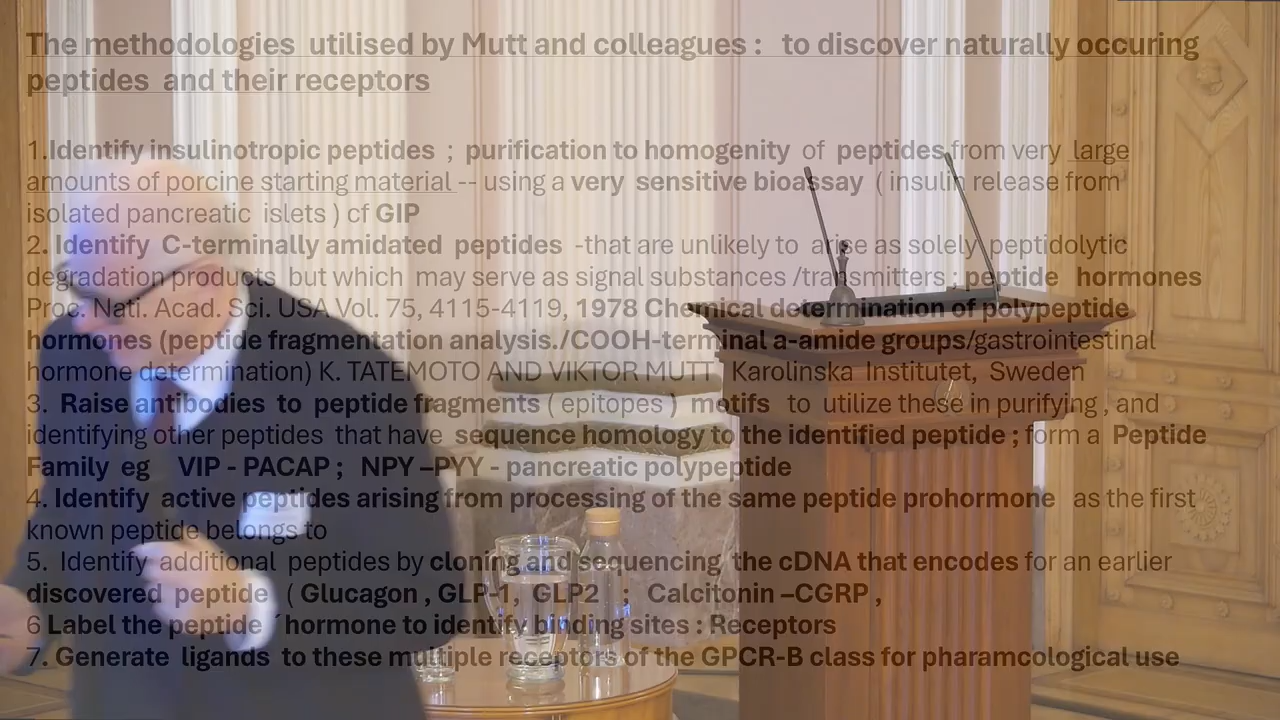 The methodologies utilised by Mutt and colleagues : to discover naturally occuring
peptides and their receptors
1.Identify insulinotropic peptides ; purification to homogenity of peptides from very large
amounts of porcine starting material -- using a very sensitive bioassay ( insulin release from
isolated pancreatic islets ) cf GIP
2. Identify C-terminally amidated peptides -that are unlikely to arise as solely peptidolytic
degradation products but which may serve as signal substances /transmitters : peptide hormones
Proc. Nati. Acad. Sci. USA Vol. 75, 4115-4119, 1978 Chemical determination of polypeptide
hormones (peptide fragmentation analysis./COOH-terminal a-amide groups/gastrointestinal
hormone determination) K. TATEMOTO AND VIKTOR MUTT Karolinska Institutet, Sweden
3. Raise antibodies to peptide fragments ( epitopes ) motifs to utilize these in purifying , and
identifying other peptides that have sequence homology to the identified peptide ; form a Peptide
Family eg VIP - PACAP ; NPY –PYY - pancreatic polypeptide
4. Identify active peptides arising from processing of the same peptide prohormone as the first
known peptide belongs to
5. Identify additional peptides by cloning and sequencing the cDNA that encodes for an earlier
discovered peptide ( Glucagon , GLP-1, GLP2 ; Calcitonin –CGRP ,
6 Label the peptide ´hormone to identify binding sites : Receptors
7. Generate ligands to these multiple receptors of the GPCR-B class for pharamcological use